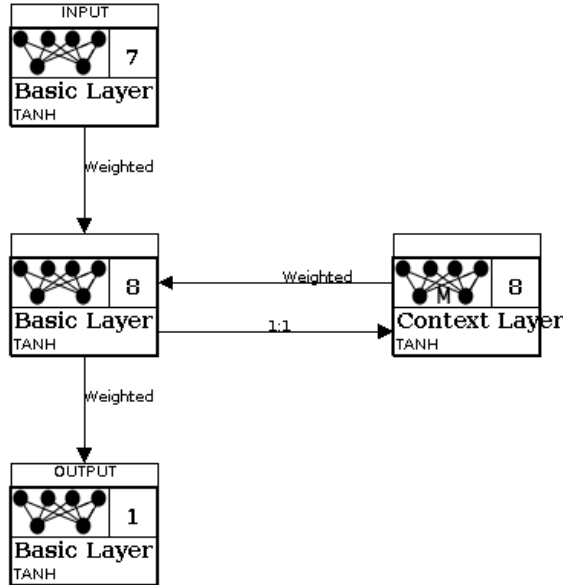 INPUT
7
Basic Layer
TANH
Weighted
8
Basic Layer
TANH
Weighted
1:1
M
8
Context Layer
TANH
Weighted
OUTPUT
1
Basic Layer
TANH